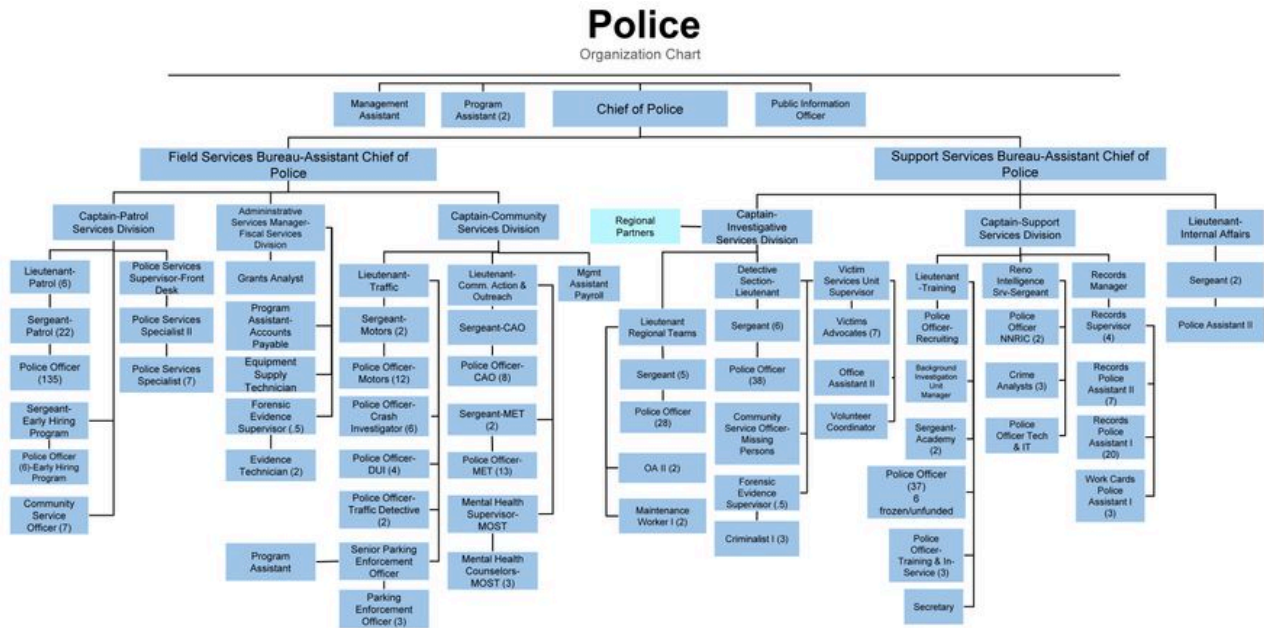 Police
Organization Chart
Management
Assistant
Program
Assistant (2)
Chief of Police
Public Information
Officer
Field Services Bureau-Assistant Chief of
Police
Support Services Bureau-Assistant Chief of
Police
Captain-Patrol
Services Division
Admininstrative
Services Manager-
Fiscal Services
Division
Captain-Community
Services Division
Regional
Partners
Captain-
Investigative
Services Division
Captain-Support
Services Division
Lieutenant-
Internal Affairs
Lieutenant-
Patrol (6)
Sergeant-
Patrol (22)
Police Officer
(135)
Sergeant-
Early Hiring
Program
Police Officer
(6)-Early Hiring
Program
Community
Service Officer
Officer (7)
Police Services
Supervisor-Front
Desk
Police Services
Specialist II
Police Services
Specialist (7)
Grants Analyst
Program
Assistant-
Accounts
Payable
Equipment
Supply
Technician
Forensic
Evidence
Supervisor (.5)
Evidence
Technician (2)
Lieutenant-
Traffic
Sergeant-
Motors (2)
Police Officer-
Motors (12)
Police Officer-
Crash
Investigator (6)
Police Officer-
DUI (4)
Police Officer-
Traffic Detective
(2)
Program
Assistant
Senior Parking
Enforcement
Officer
Parking
Enforcement
Officer (3)
Lieutenant-
Comm. Action &
Outreach
Sergeant-CAO
Police Officer-
CAO (8)
Sergeant-MET
(2)
Police Officer-
MET (13)
Mental Health
Supervisor-
MOST
Mental Health
Counselors-
MOST (3)
Mgmt
Assistant
Payroll
Lieutenant
Regional Teams
Sergeant (5)
Police Officer
(28)
OA II (2)
Maintenance
Worker I (2)
Detective
Section-
Lieutenant
Sergeant (6)
Police Officer
(38)
Community
Service Officer-
Missing
Persons
Forensic
Evidence
Supervisor (.5)
Criminalist I (3)
Victim
Services Unit
Supervisor
Victims
Advocates (7)
Office
Assistant II
Volunteer
Coordinator
Lieutenant
-Training
Police
Officer-
Recruiting
Background
Investigation
Unit
Manager
Sergeant-
Academy
(2)
Police Officer
(37)
6
frozen/unfunded
Police
Officer-
Training & In-
Service (3)
Secretary
Reno
Intelligence
Srv-Sergeant
Police
Officer
NNRIC (2)
Crime
Analysts (3)
Police
Officer Tech
& IT
Records
Manager
Records
Supervisor
(4)
Records
Police
Assistant II
(7)
Records
Police
Assistant I
(20)
Work Cards
Police
Assistant I
(3)
Sergeant (2)
Police Assistant II